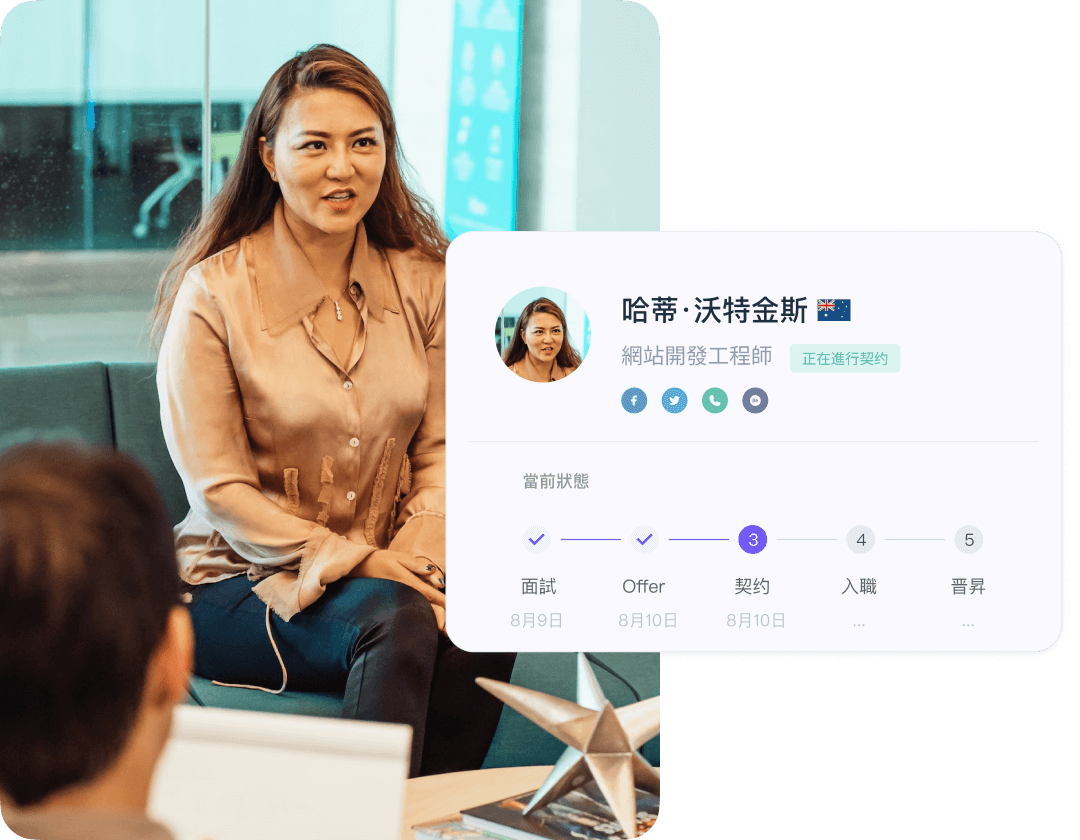 哈蒂·沃特金斯
網站開發工程師 正在進行契约
當前狀態
3 4 5
面試 Offer 契约 入職 晋昇
8月9日 8月10日 8月10日 ... ...